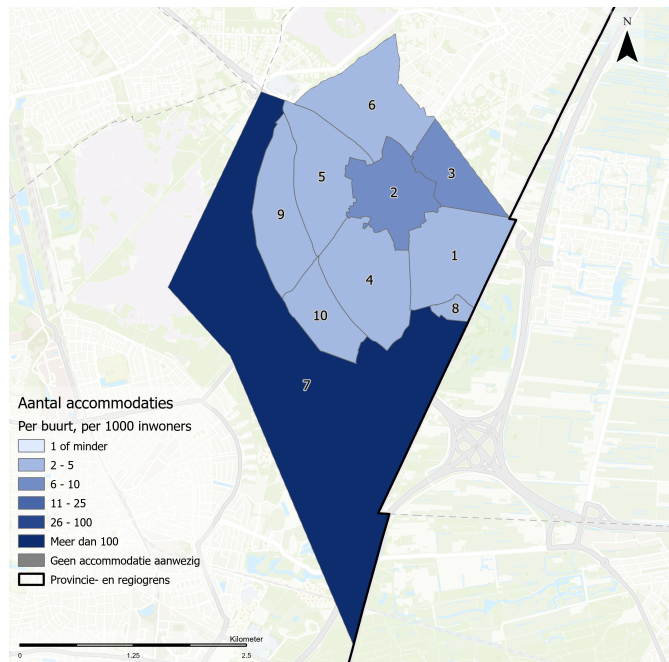 N
6
3
5
2
9
1
4
8
10
7
Aantal accommodaties
Per buurt, per 1000 inwoners
1 of minder
2 - 5
6 - 10
11 - 25
26 - 100
Meer dan 100
Geen accommodatie aanwezig
Provincie- en regiogrens
Kilometer
0 1.25 2.5